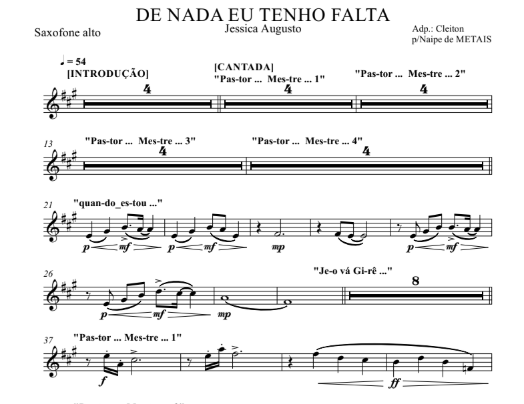 DE NADA EU TENHO FALTA
Jessica Augusto
Saxofone alto
Adp.: Cleiton
p/Naipe de METAIS
♩ = 54
[INTRODUÇÃO]
[CANTADA]
"Pas-tor ... Mes-tre ... 1"
"Pas-tor ... Mes-tre ... 2"
4 4 4
13
"Pas-tor ... Mes-tre ... 3"
"Pas-tor ... Mes-tre ... 4"
4 4
21
"quan-do_es-tou ..."
p mf p mf mp p mf
26
"Je-o vá Gi-rê ..."
8
p mf mp
37
"Pas-tor ... Mes-tre ... 1"
f ff